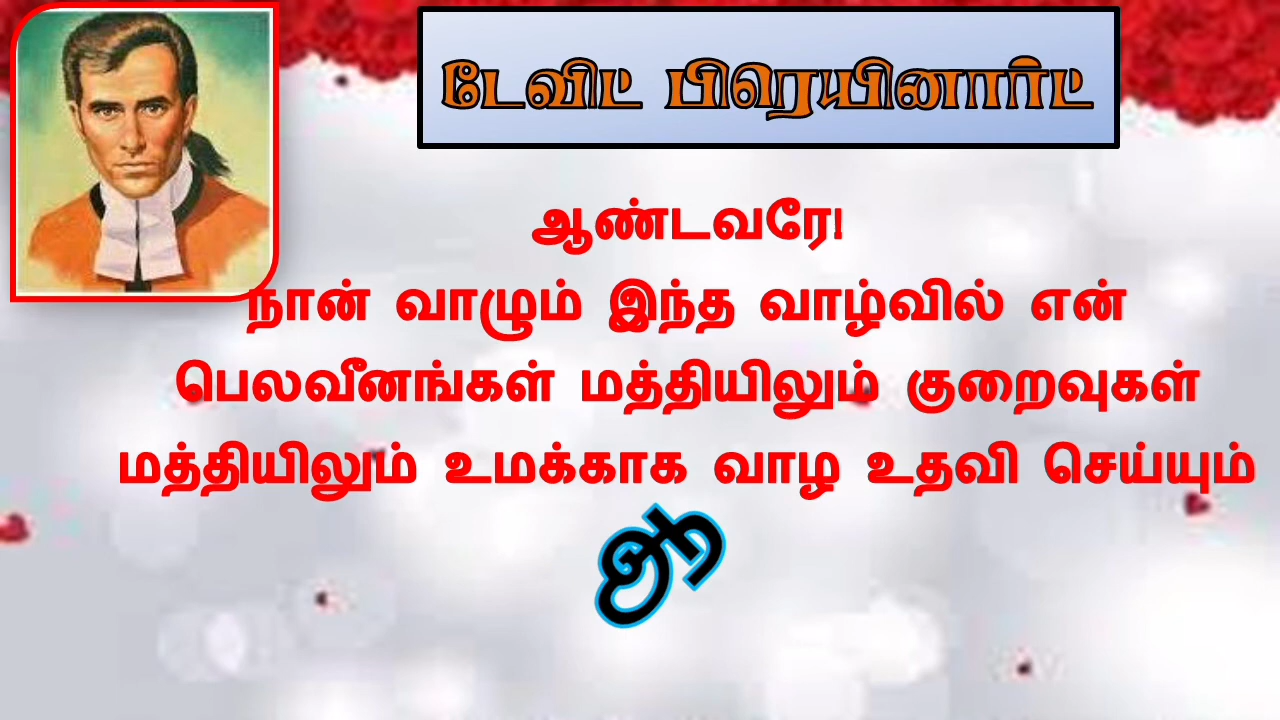 டேவிட் பிரெயினார்ட்
ஆண்டவரே!
நான் வாழும் இந்த வாழ்வில் என்
பெலவீனங்கள் மத்தியிலும் குறைவுகள்
மத்தியிலும் உமக்காக வாழ உதவி செய்யும்